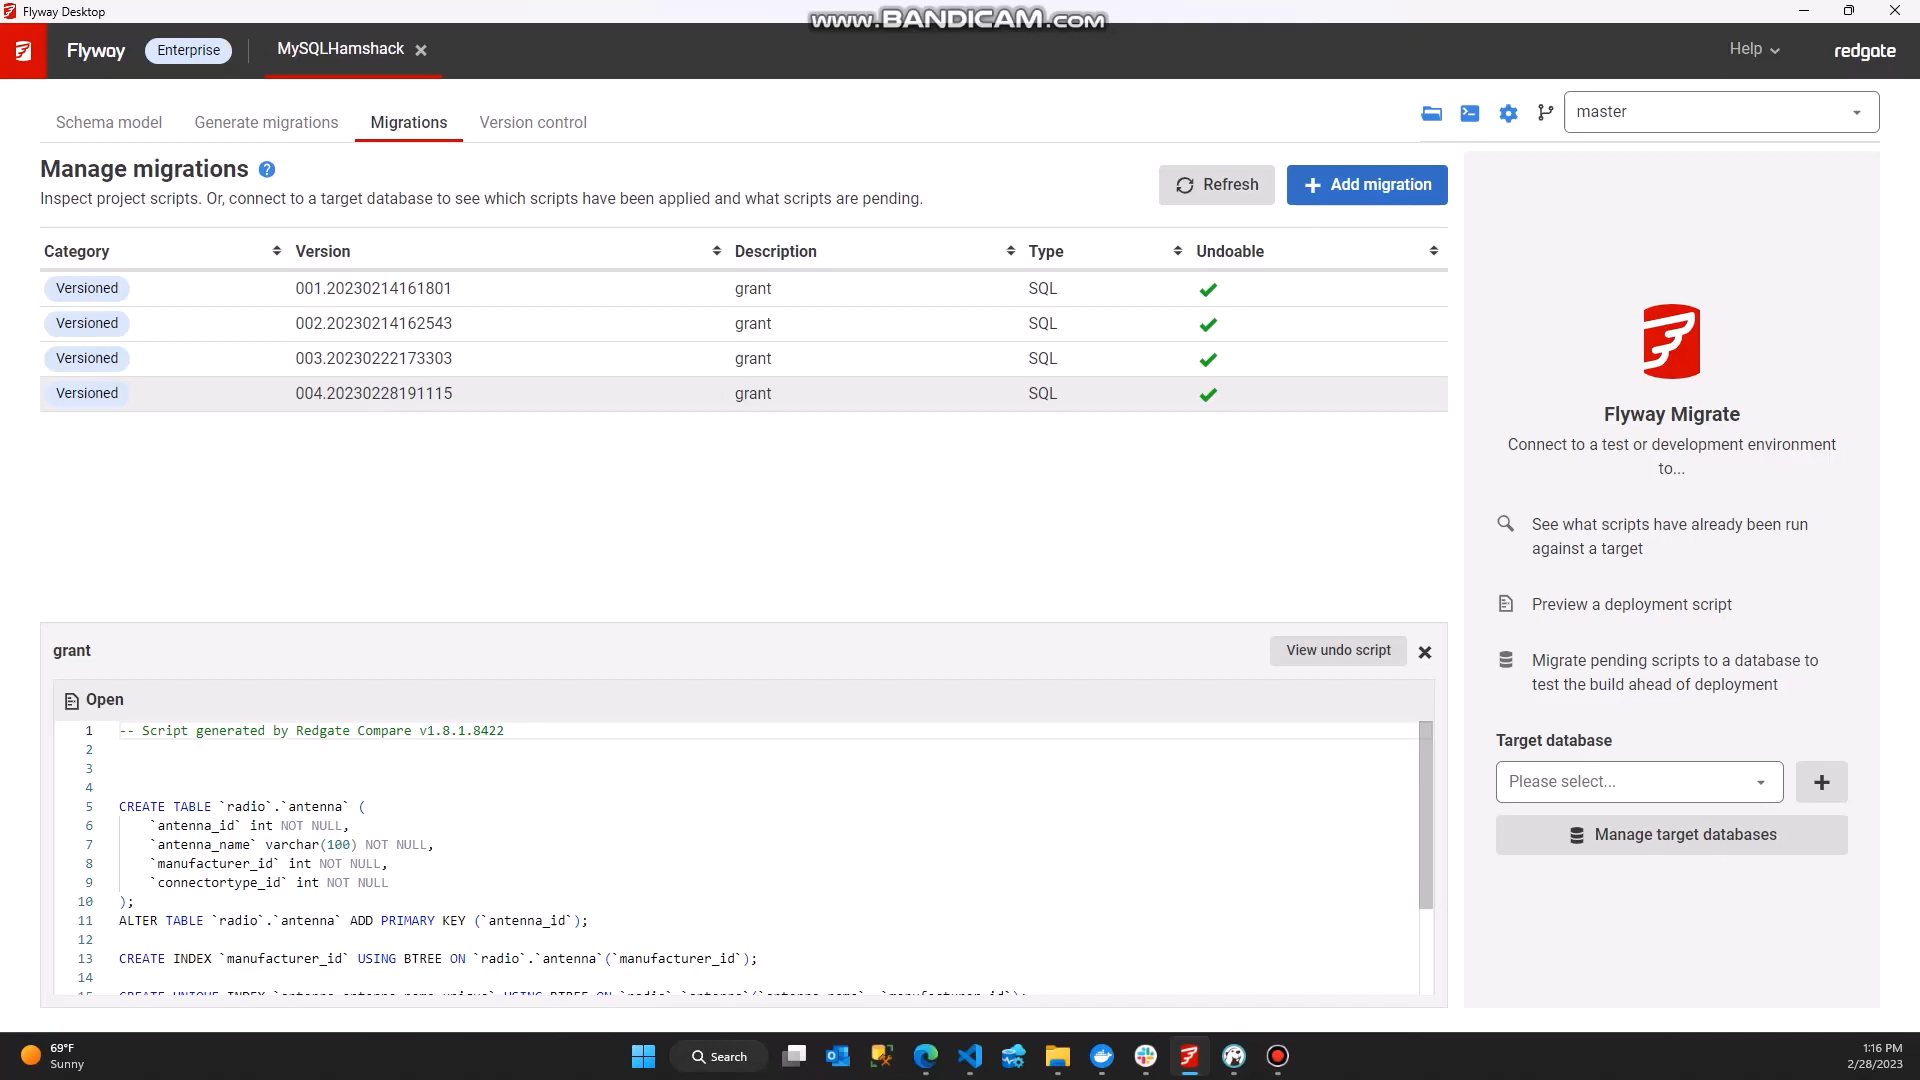 Flyway Desktop
www.BANDICAM.com
Flyway
Enterprise
MySQLHamshack
Help
redgate
Schema model
Generate migrations
Migrations
Version control
master
Manage migrations ?
Inspect project scripts. Or, connect to a target database to see which scripts have been applied and what scripts are pending.
Refresh
+ Add migration
Category Version Description Type Undoable
Versioned 001.20230214161801 grant SQL
Versioned 002.20230214162543 grant SQL
Versioned 003.20230222173303 grant SQL
Versioned 004.20230228191115 grant SQL
Flyway Migrate
Connect to a test or development environment
to...
See what scripts have already been run
against a target
Preview a deployment script
Migrate pending scripts to a database to
test the build ahead of deployment
Target database
Please select...
+
Manage target databases
grant
View undo script
Open
1 -- Script generated by Redgate Compare v1.8.1.8422
2
3
4
5 CREATE TABLE `radio`.`antenna` (
6 `antenna_id` int NOT NULL,
7 `antenna_name` varchar(100) NOT NULL,
8 `manufacturer_id` int NOT NULL,
9 `connectortype_id` int NOT NULL
10 );
11 ALTER TABLE `radio`.`antenna` ADD PRIMARY KEY (`antenna_id`);
12
13 CREATE INDEX `manufacturer_id` USING BTREE ON `radio`.`antenna`(`manufacturer_id`);
14
69°F
Sunny
Search
1:16 PM
2/28/2023